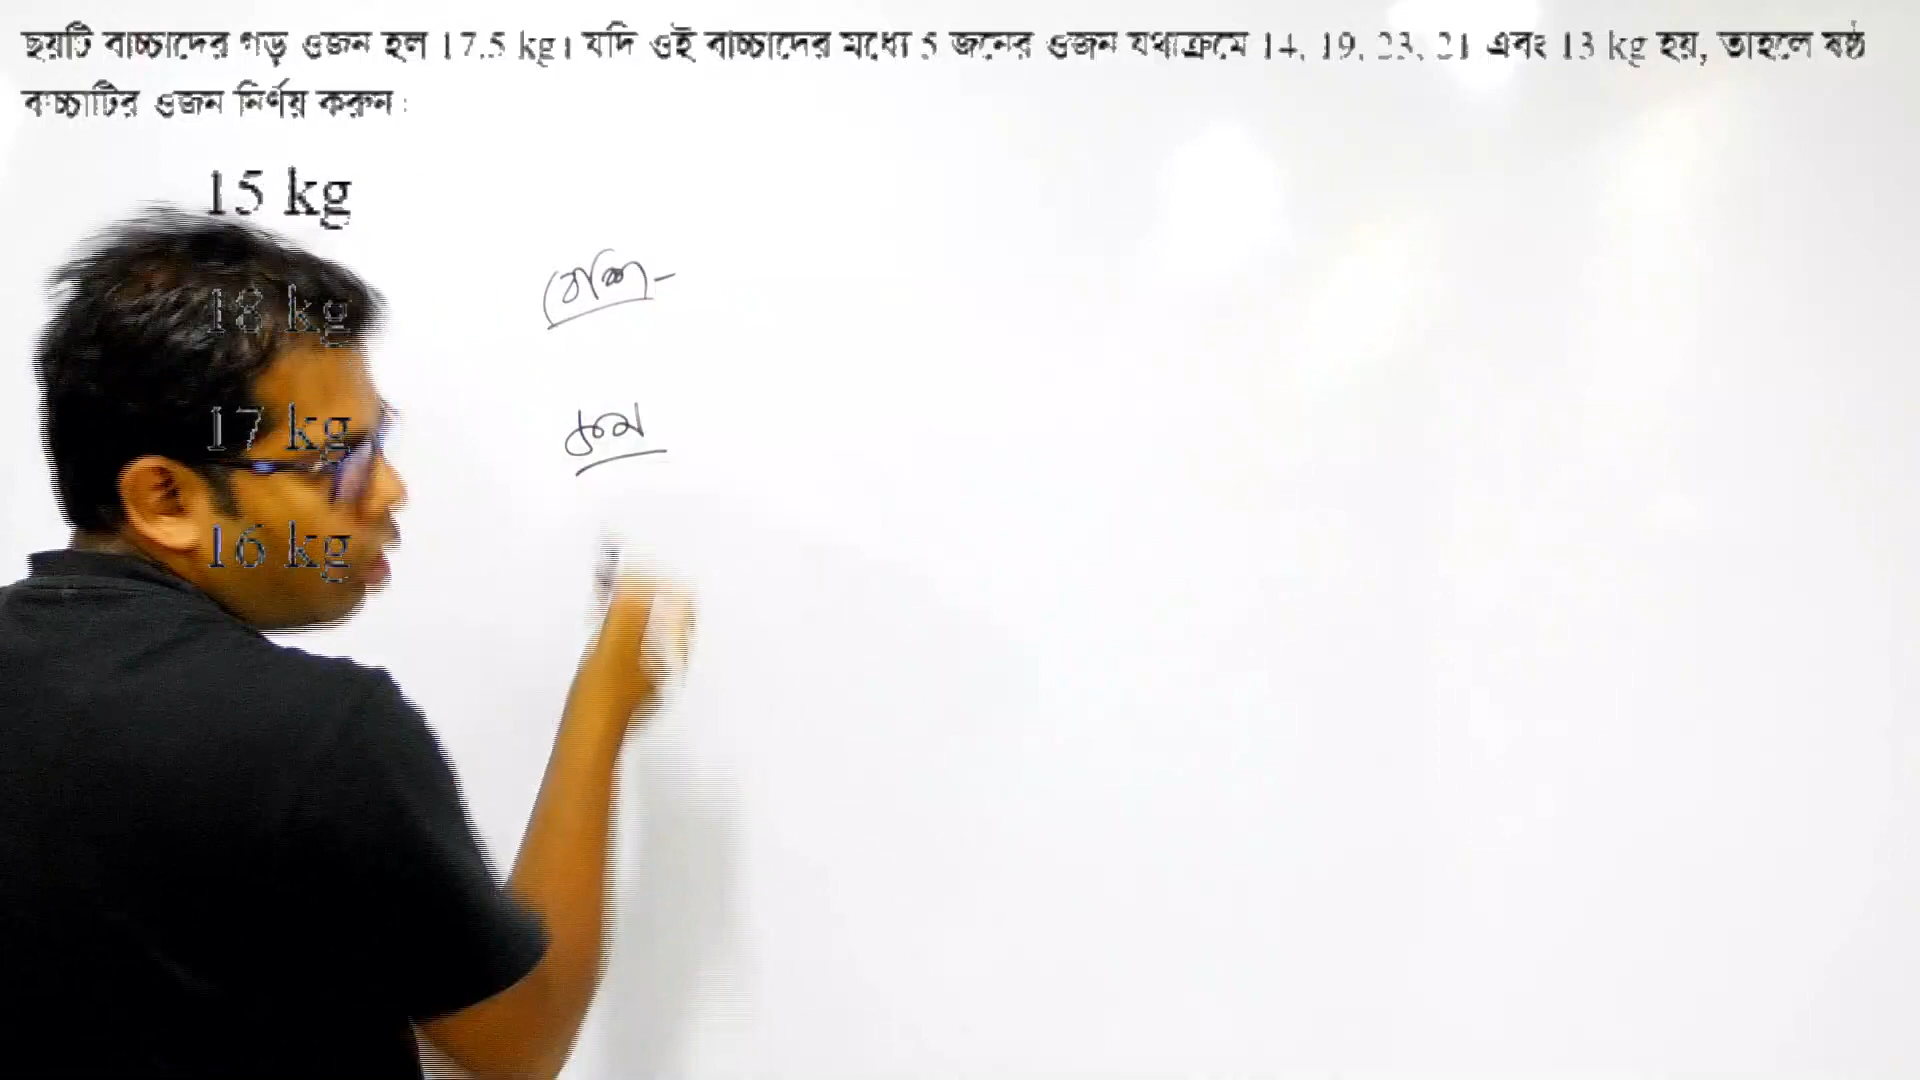 ছয়টি বাচ্চাদের গড় ওজন হল 17.5 kg। যদি ওই বাচ্চাদের মধ্যে 5 জনের ওজন যথাক্রমে 14, 19, 23, 21 এবং 13 kg হয়, তাহলে ষষ্ঠ
বাচ্চাটির ওজন নির্ণয় করুন :
15 kg
18 kg
বেশি-
17 kg
কম
16 kg